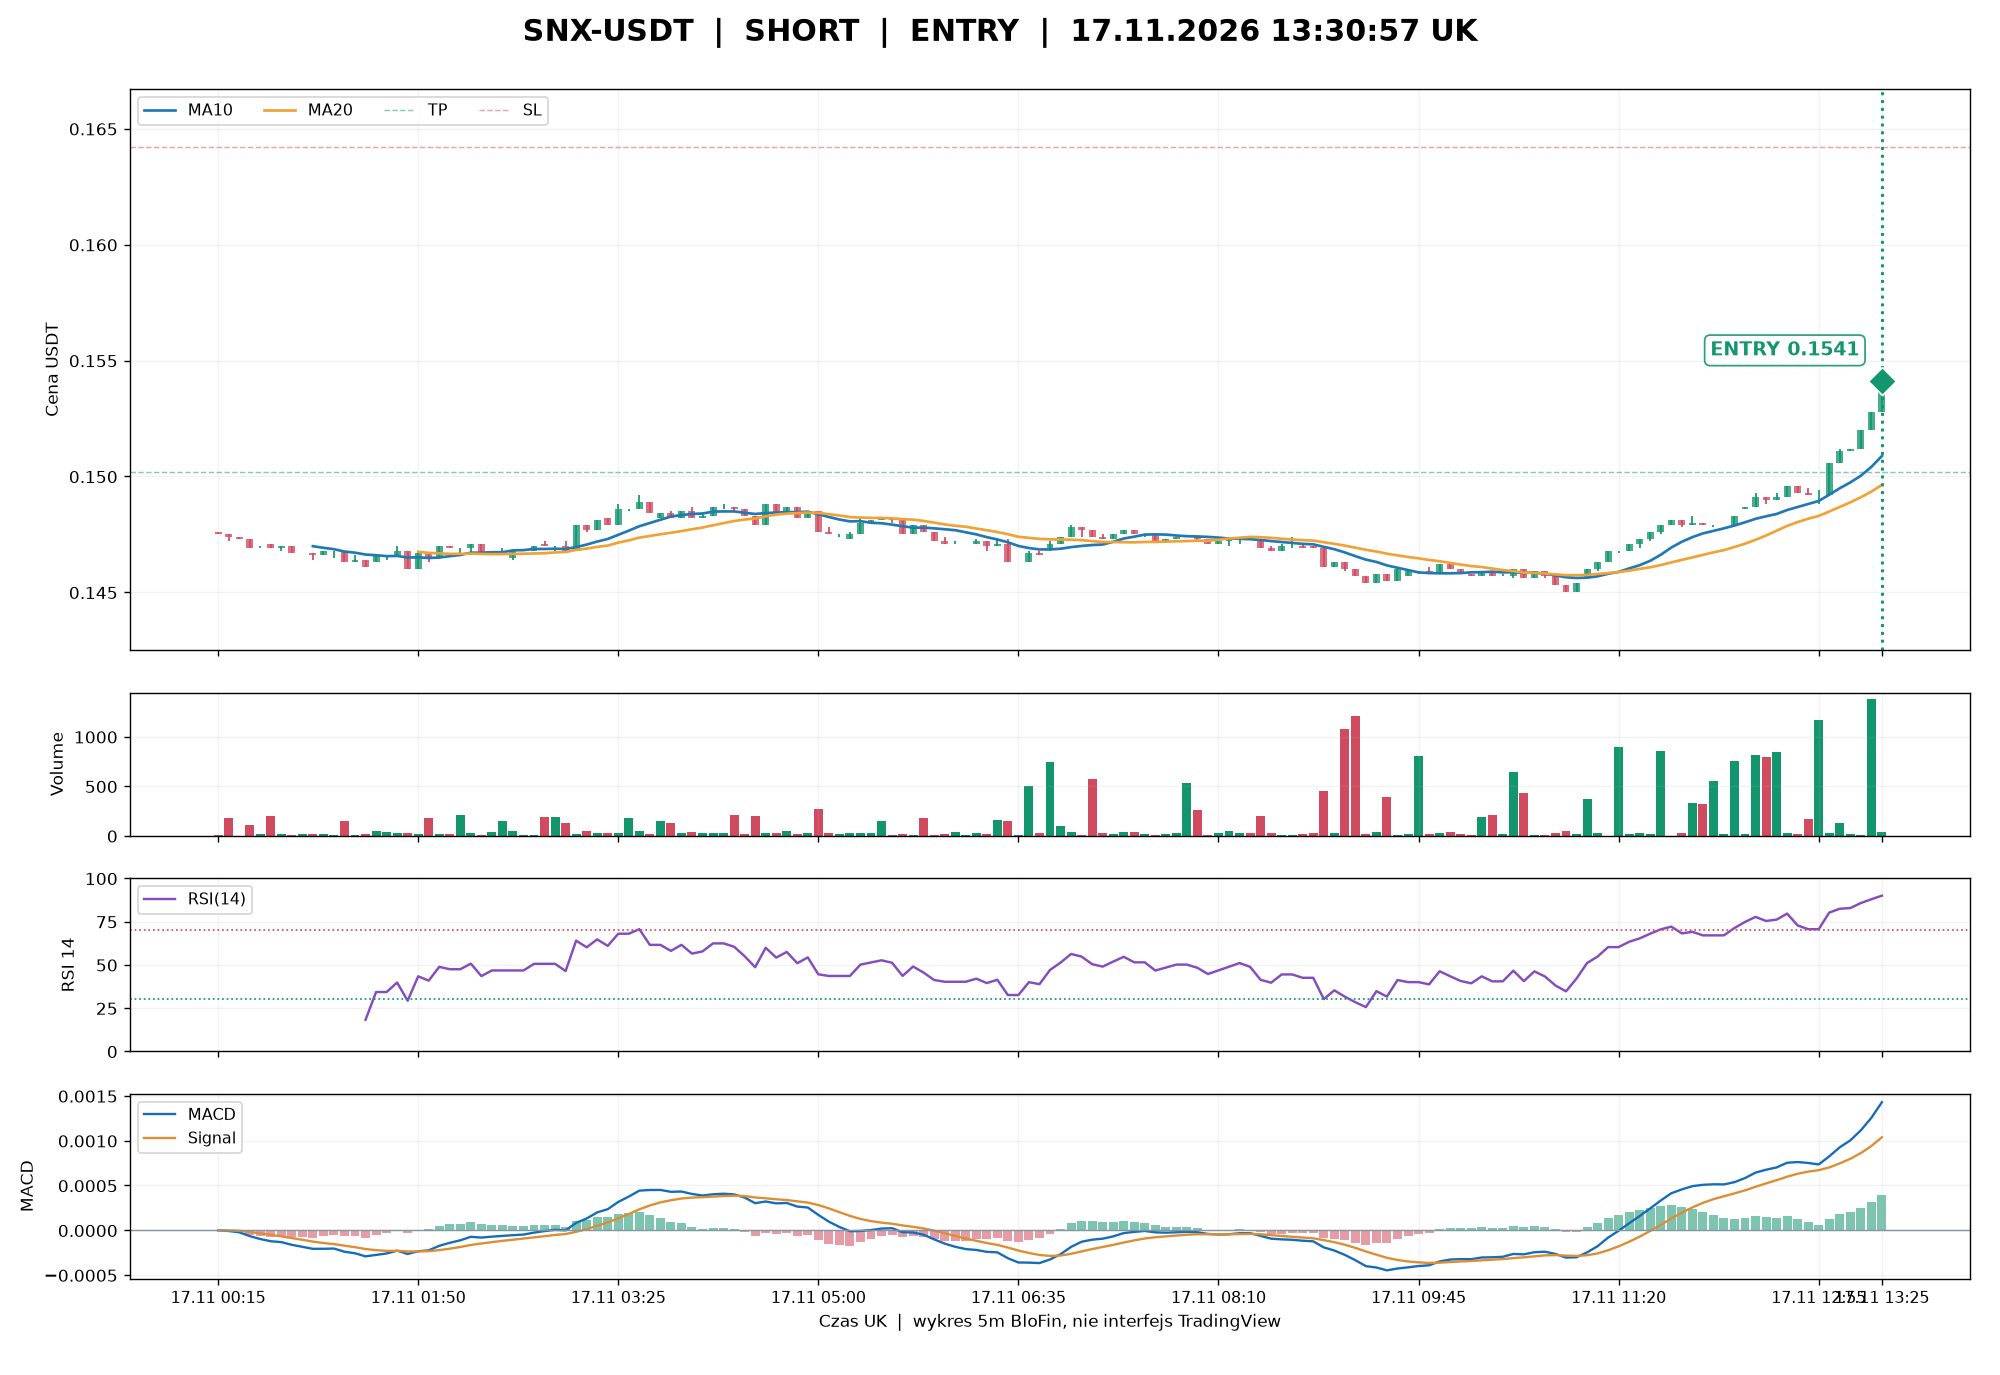 SNX-USDT | SHORT | ENTRY | 17.11.2026 13:30:57 UK
MA10 MA20 TP SL
0.165
0.160
0.155
0.150
0.145
Cena USDT
ENTRY 0.1541
1000
500
0
Volume
RSI(14)
100
75
50
25
0
RSI 14
MACD
Signal
0.0015
0.0010
0.0005
0.0000
−0.0005
MACD
17.11 00:15 17.11 01:50 17.11 03:25 17.11 05:00 17.11 06:35 17.11 08:10 17.11 09:45 17.11 11:20 17.11 12:55 17.11 13:25
Czas UK | wykres 5m BloFin, nie interfejs TradingView